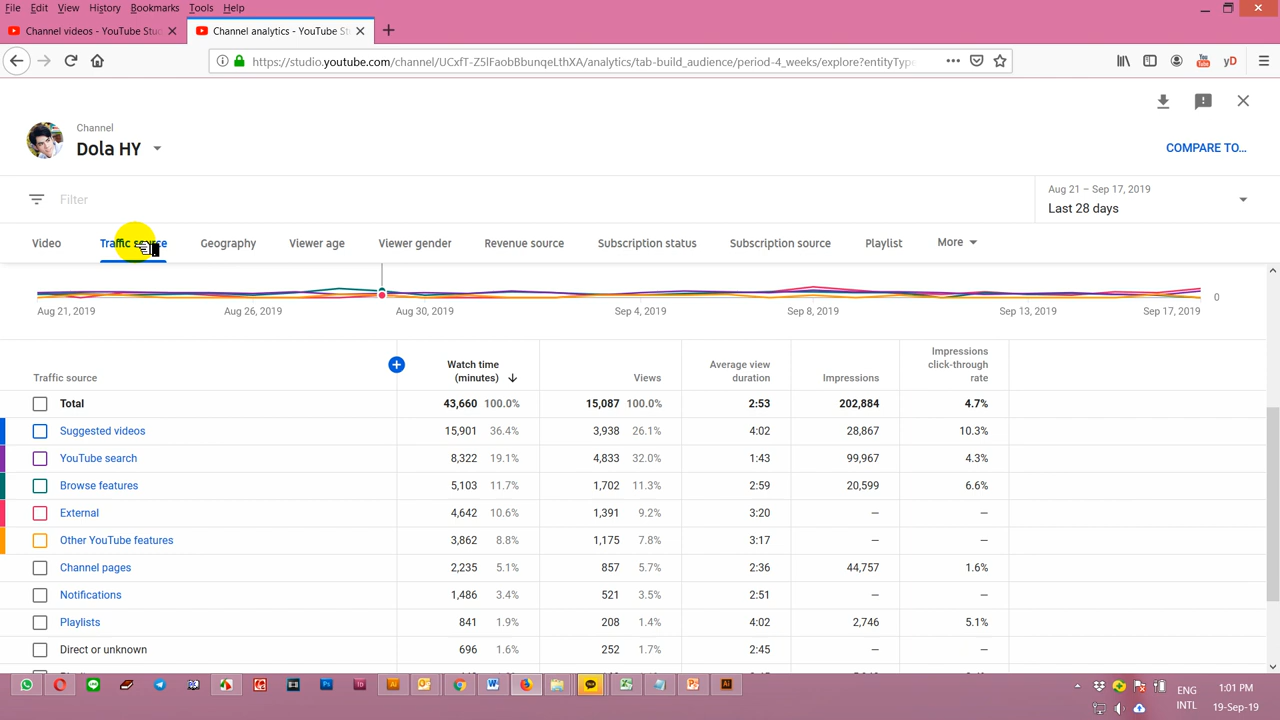 File Edit View History Bookmarks Tools Help
Channel videos - YouTube Stud
Channel analytics - YouTube St
https://studio.youtube.com/channel/UCxfT-Z5lFaobBbunqeLthXA/analytics/tab-build_audience/period-4_weeks/explore?entityType
Channel
Dola HY
COMPARE TO...
Filter
Aug 21 – Sep 17, 2019
Last 28 days
Video Traffic source Geography Viewer age Viewer gender Revenue source Subscription status Subscription source Playlist More
0
Aug 21, 2019 Aug 26, 2019 Aug 30, 2019 Sep 4, 2019 Sep 8, 2019 Sep 13, 2019 Sep 17, 2019
Traffic source Watch time (minutes) Views Average view duration Impressions Impressions click-through rate
Total 43,660 100.0% 15,087 100.0% 2:53 202,884 4.7%
Suggested videos 15,901 36.4% 3,938 26.1% 4:02 28,867 10.3%
YouTube search 8,322 19.1% 4,833 32.0% 1:43 99,967 4.3%
Browse features 5,103 11.7% 1,702 11.3% 2:59 20,599 6.6%
External 4,642 10.6% 1,391 9.2% 3:20 — —
Other YouTube features 3,862 8.8% 1,175 7.8% 3:17 — —
Channel pages 2,235 5.1% 857 5.7% 2:36 44,757 1.6%
Notifications 1,486 3.4% 521 3.5% 2:51 — —
Playlists 841 1.9% 208 1.4% 4:02 2,746 5.1%
Direct or unknown 696 1.6% 252 1.7% 2:45 — —
ENG
INTL
1:01 PM
19-Sep-19